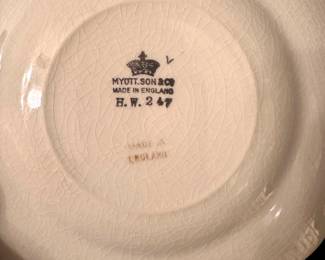 V
MYOTT.SON & Co
MADE IN ENGLAND
H.W. 247
MADE IN
ENGLAND